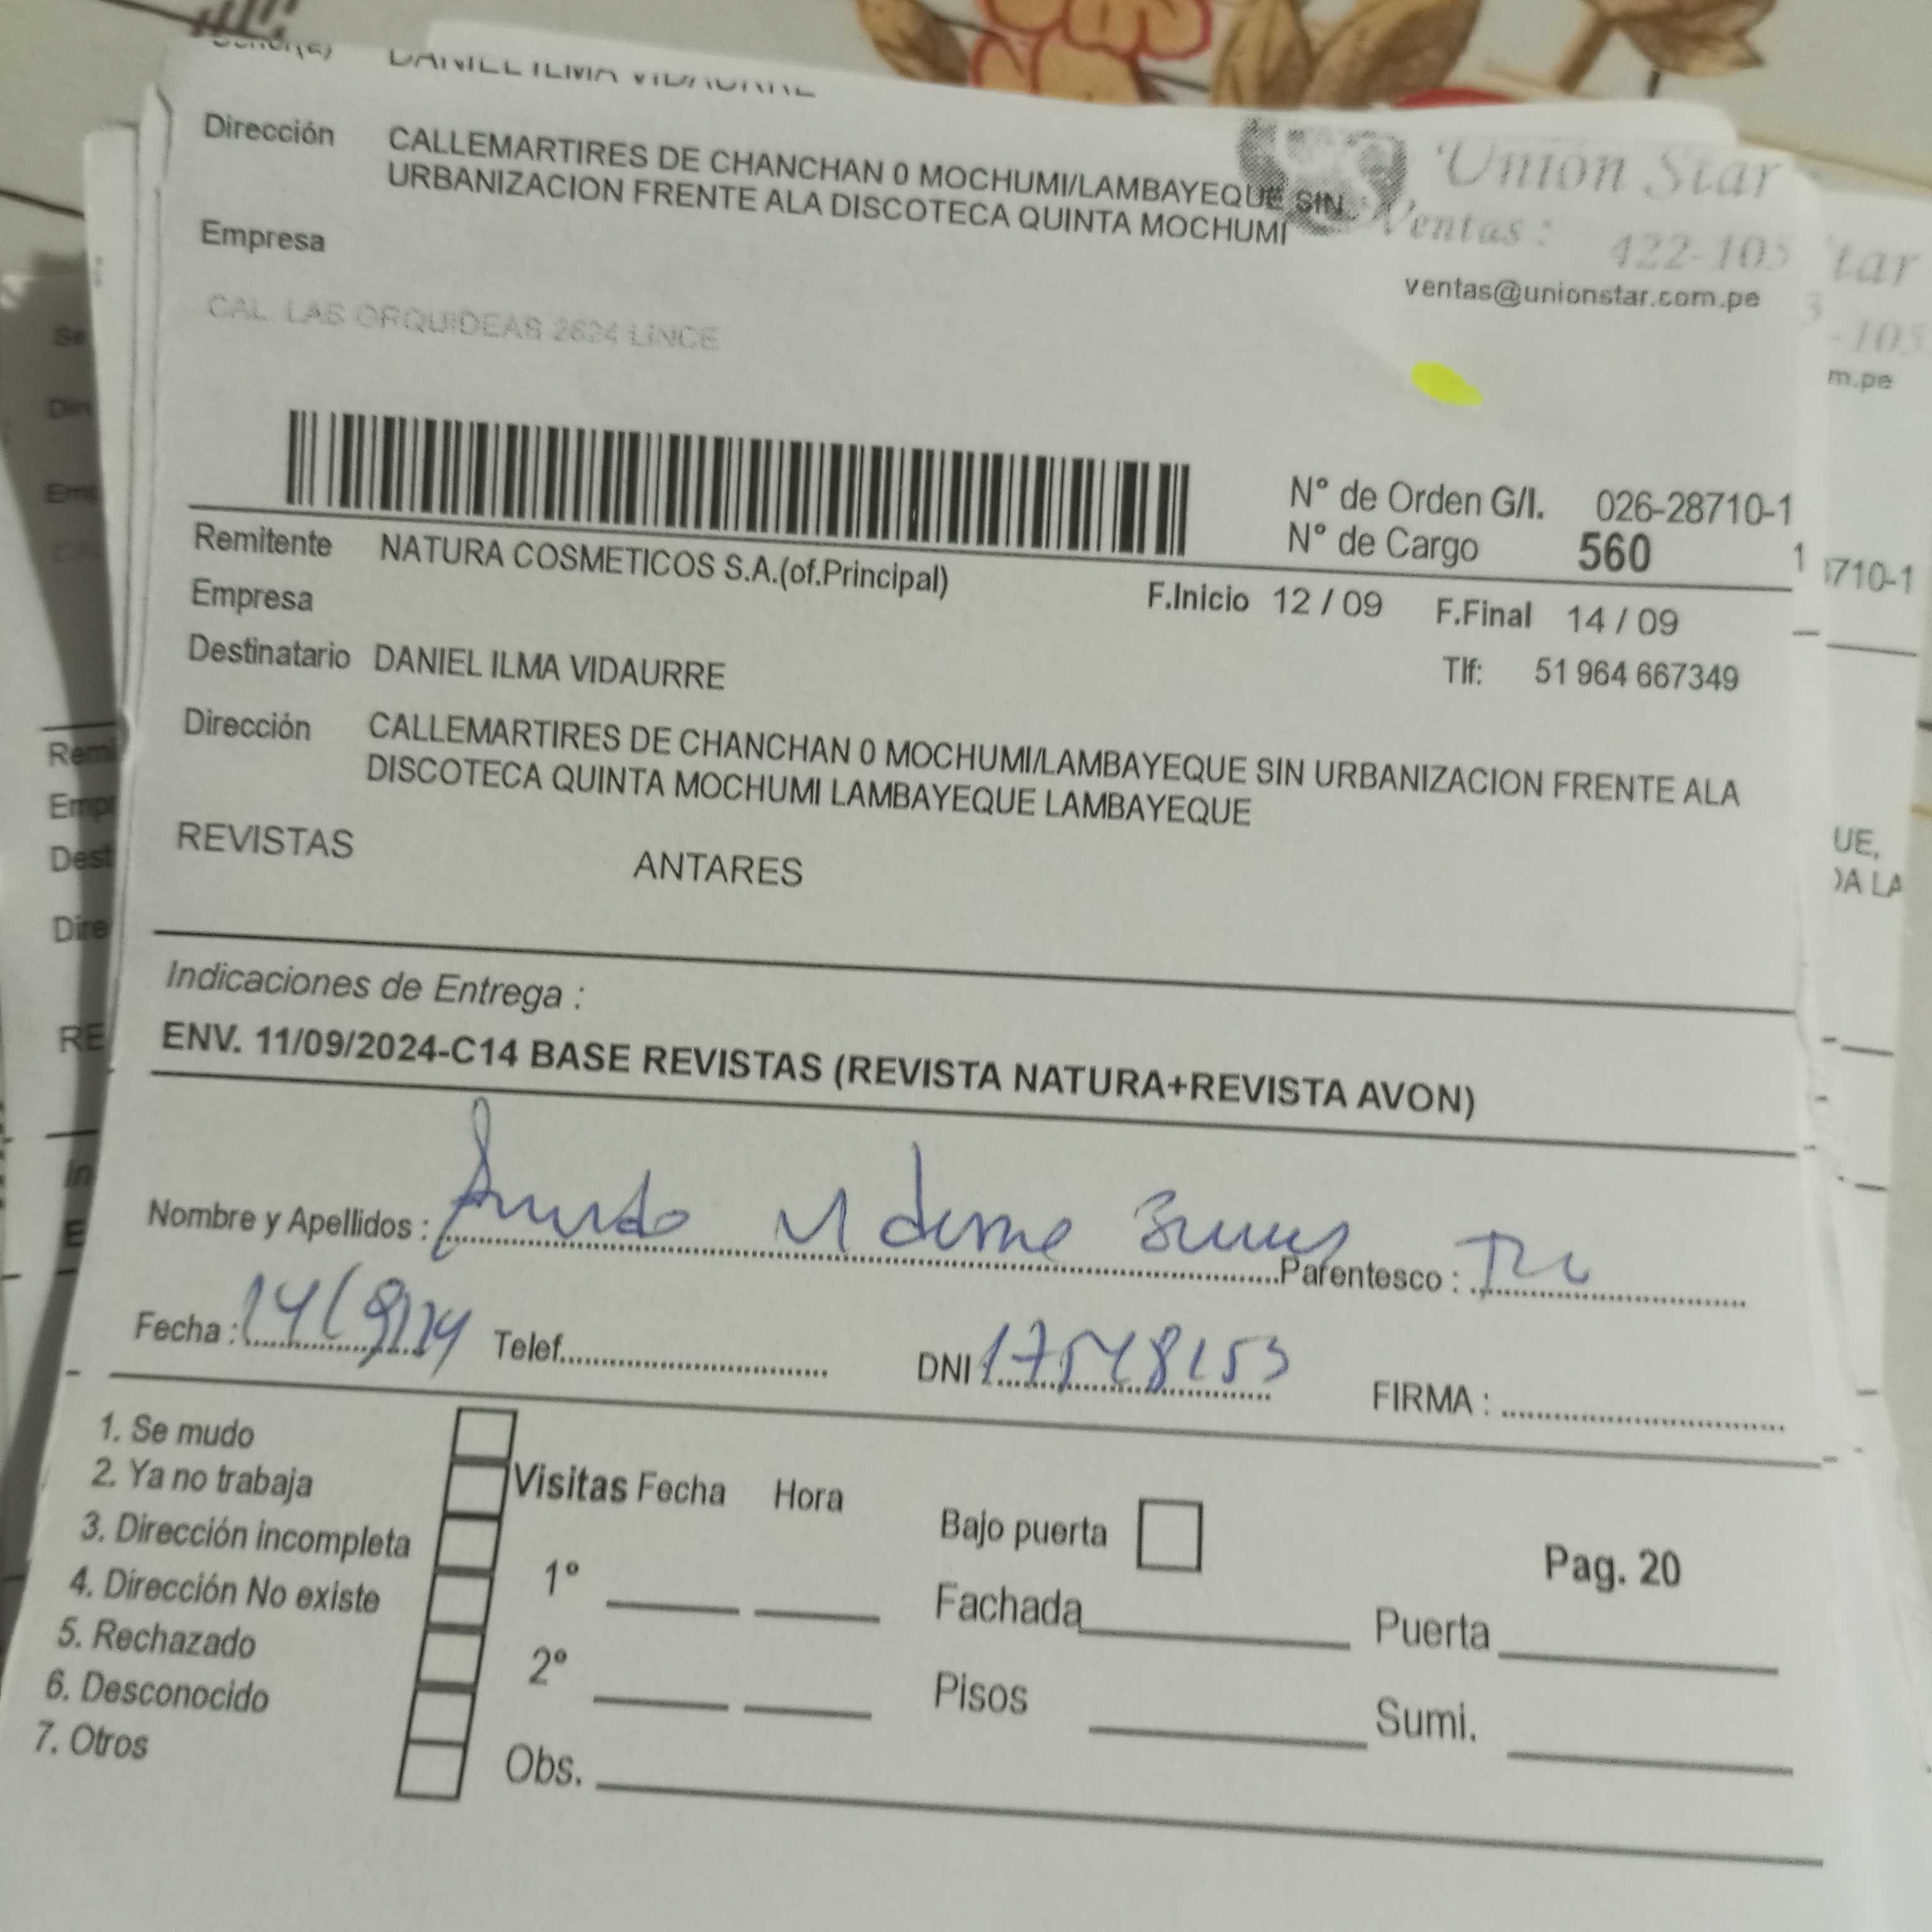 Señor(a) DANIEL ILMA VIDAURRE
Dirección CALLEMARTIRES DE CHANCHAN 0 MOCHUMI/LAMBAYEQUE SIN
URBANIZACION FRENTE ALA DISCOTECA QUINTA MOCHUMI
Union Star
Ventas : 422-105
ventas@unionstar.com.pe
Empresa
CAL. LAS ORQUIDEAS 2624 LINCE
N° de Orden G/I. 026-28710-1
N° de Cargo 560 1
Remitente NATURA COSMETICOS S.A.(of.Principal)
F.Inicio 12 / 09 F.Final 14 / 09
Empresa
Destinatario DANIEL ILMA VIDAURRE Tlf: 51 964 667349
Dirección CALLEMARTIRES DE CHANCHAN 0 MOCHUMI/LAMBAYEQUE SIN URBANIZACION FRENTE ALA
DISCOTECA QUINTA MOCHUMI LAMBAYEQUE LAMBAYEQUE
REVISTAS ANTARES
Indicaciones de Entrega :
ENV. 11/09/2024-C14 BASE REVISTAS (REVISTA NATURA+REVISTA AVON)
Nombre y Apellidos : Parentesco :
Fecha : Telef. DNI FIRMA :
1. Se mudo
2. Ya no trabaja
3. Dirección incompleta
4. Dirección No existe
5. Rechazado
6. Desconocido
7. Otros
Visitas Fecha Hora
1°
2°
Obs.
Bajo puerta
Fachada
Pisos
Pag. 20
Puerta
Sumi.